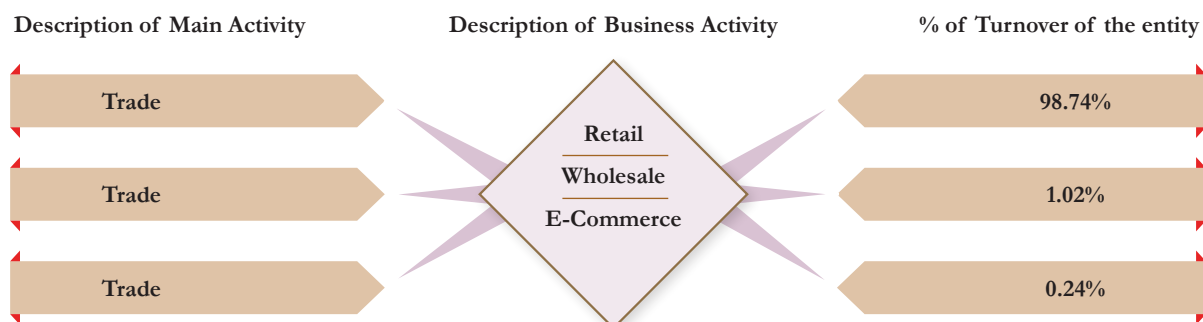 Description of Main Activity Description of Business Activity % of Turnover of the entity
Trade 98.74%
Retail
Trade Wholesale 1.02%
E-Commerce
Trade 0.24%